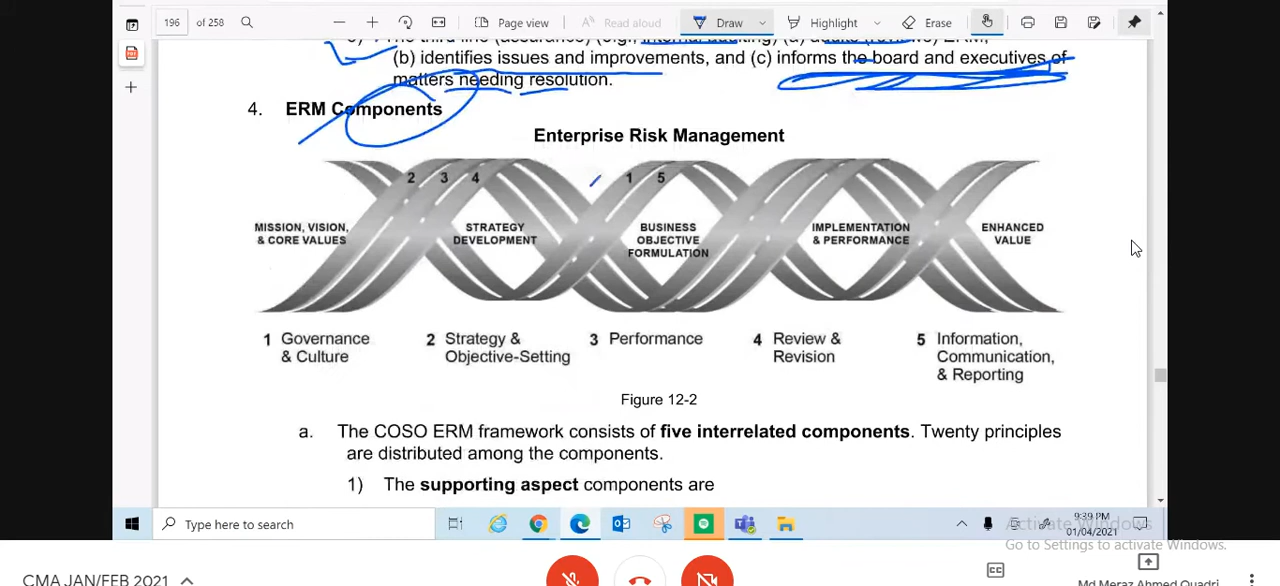 196 of 258
Page view
Read aloud
Draw
Highlight
Erase
(b) identifies issues and improvements, and (c) informs the board and executives of
matters needing resolution.
4. ERM Components
Enterprise Risk Management
2 3 4 1 5
MISSION, VISION,
& CORE VALUES
STRATEGY
DEVELOPMENT
BUSINESS
OBJECTIVE
FORMULATION
IMPLEMENTATION
& PERFORMANCE
ENHANCED
VALUE
1 Governance
& Culture
2 Strategy &
Objective-Setting
3 Performance
4 Review &
Revision
5 Information,
Communication,
& Reporting
Figure 12-2
a. The COSO ERM framework consists of five interrelated components. Twenty principles
are distributed among the components.
1) The supporting aspect components are
Type here to search
9:39 PM
01/04/2021
Activate Windows
Go to Settings to activate Windows.
CMA JAN/FEB 2021
Md Meraz Ahmed Quadri